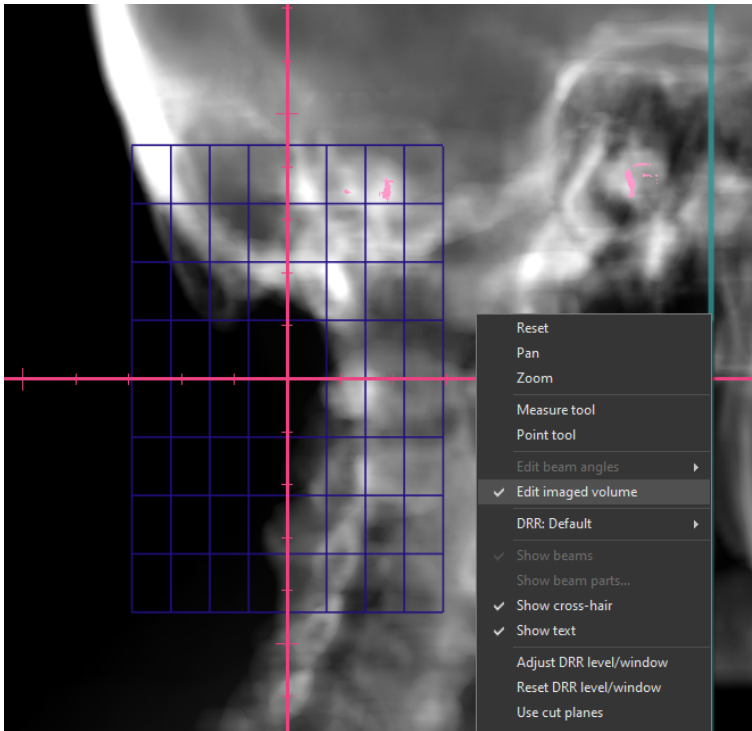 Reset
Pan
Zoom
Measure tool
Point tool
Edit beam angles
Edit imaged volume
DRR: Default
Show beams
Show beam parts...
Show cross-hair
Show text
Adjust DRR level/window
Reset DRR level/window
Use cut planes